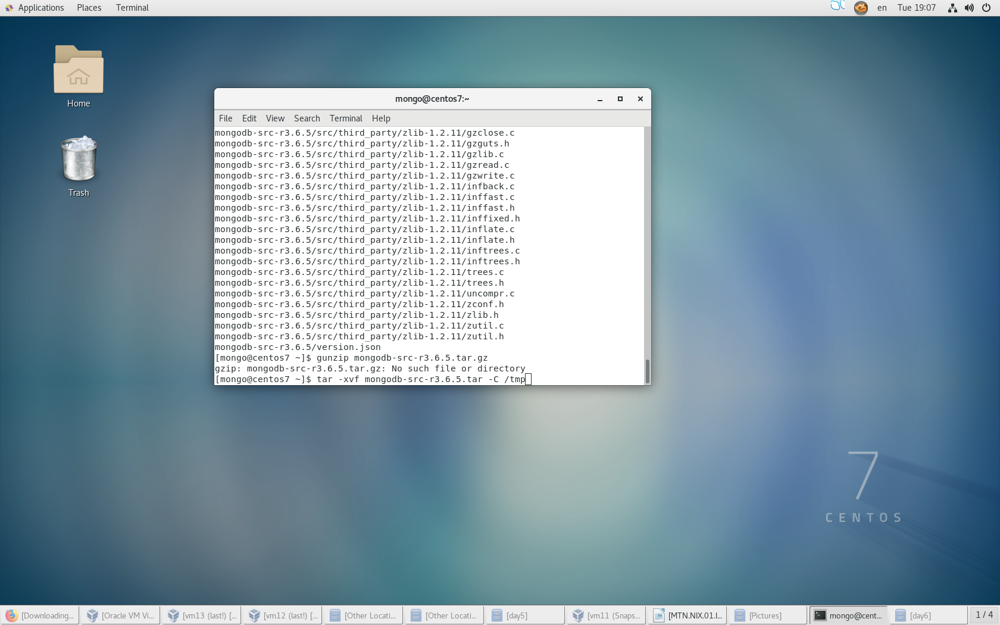 Applications Places Terminal en Tue 19:07
Home
Trash
mongo@centos7:~
File Edit View Search Terminal Help
mongodb-src-r3.6.5/src/third_party/zlib-1.2.11/gzclose.c
mongodb-src-r3.6.5/src/third_party/zlib-1.2.11/gzguts.h
mongodb-src-r3.6.5/src/third_party/zlib-1.2.11/gzlib.c
mongodb-src-r3.6.5/src/third_party/zlib-1.2.11/gzread.c
mongodb-src-r3.6.5/src/third_party/zlib-1.2.11/gzwrite.c
mongodb-src-r3.6.5/src/third_party/zlib-1.2.11/infback.c
mongodb-src-r3.6.5/src/third_party/zlib-1.2.11/inffast.c
mongodb-src-r3.6.5/src/third_party/zlib-1.2.11/inffast.h
mongodb-src-r3.6.5/src/third_party/zlib-1.2.11/inffixed.h
mongodb-src-r3.6.5/src/third_party/zlib-1.2.11/inflate.c
mongodb-src-r3.6.5/src/third_party/zlib-1.2.11/inflate.h
mongodb-src-r3.6.5/src/third_party/zlib-1.2.11/inftrees.c
mongodb-src-r3.6.5/src/third_party/zlib-1.2.11/inftrees.h
mongodb-src-r3.6.5/src/third_party/zlib-1.2.11/trees.c
mongodb-src-r3.6.5/src/third_party/zlib-1.2.11/trees.h
mongodb-src-r3.6.5/src/third_party/zlib-1.2.11/uncompr.c
mongodb-src-r3.6.5/src/third_party/zlib-1.2.11/zconf.h
mongodb-src-r3.6.5/src/third_party/zlib-1.2.11/zlib.h
mongodb-src-r3.6.5/src/third_party/zlib-1.2.11/zutil.c
mongodb-src-r3.6.5/src/third_party/zlib-1.2.11/zutil.h
mongodb-src-r3.6.5/version.json
[mongo@centos7 ~]$ gunzip mongodb-src-r3.6.5.tar.gz
gzip: mongodb-src-r3.6.5.tar.gz: No such file or directory
[mongo@centos7 ~]$ tar -xvf mongodb-src-r3.6.5.tar -C /tmp
7
CENTOS
[Downloading... [Oracle VM Vi... [vm13 (last!) [... [vm12 (last!) [... [Other Locati... [Other Locati... [day5] [vm11 (Snaps... [MTN.NIX.01.l... [Pictures] mongo@cent... [day6] 1 / 4